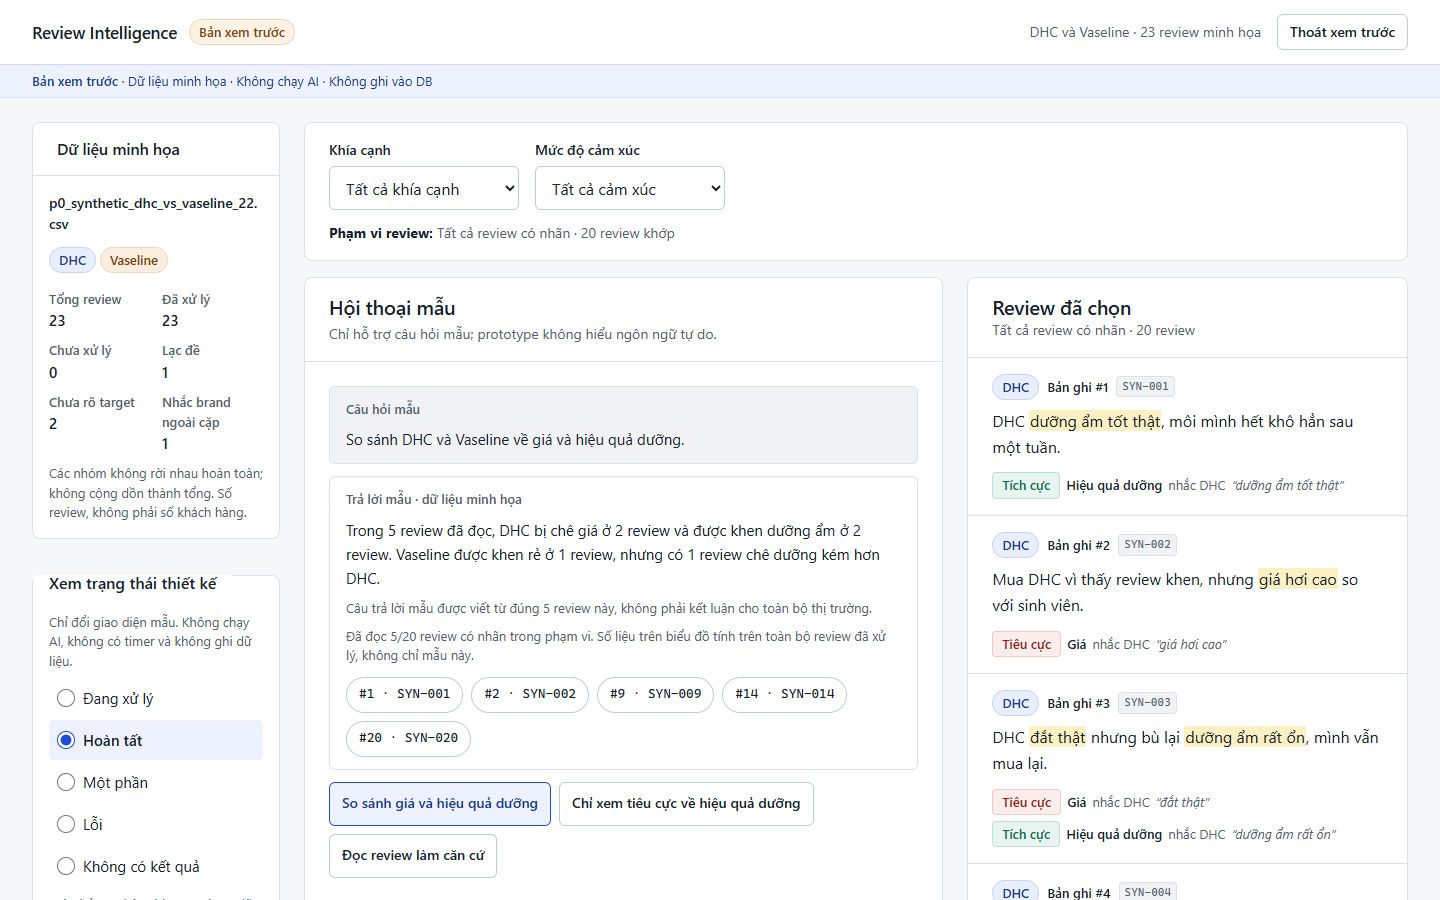 Review Intelligence
Bản xem trước
DHC và Vaseline · 23 review minh họa
Thoát xem trước
Bản xem trước · Dữ liệu minh họa · Không chạy AI · Không ghi vào DB
Dữ liệu minh họa
p0_synthetic_dhc_vs_vaseline_22.
csv
DHC
Vaseline
Tổng review
Đã xử lý
23
23
Chưa xử lý
Lạc đề
0
1
Chưa rõ target
Nhắc brand
ngoài cặp
2
1
Các nhóm không rời nhau hoàn toàn;
không cộng dồn thành tổng. Số
review, không phải số khách hàng.
Xem trạng thái thiết kế
Chỉ đổi giao diện mẫu. Không chạy
AI, không có timer và không ghi dữ
liệu.
Đang xử lý
Hoàn tất
Một phần
Lỗi
Không có kết quả
Khía cạnh
Mức độ cảm xúc
Tất cả khía cạnh
Tất cả cảm xúc
Phạm vi review: Tất cả review có nhãn · 20 review khớp
Hội thoại mẫu
Chỉ hỗ trợ câu hỏi mẫu; prototype không hiểu ngôn ngữ tự do.
Câu hỏi mẫu
So sánh DHC và Vaseline về giá và hiệu quả dưỡng.
Trả lời mẫu · dữ liệu minh họa
Trong 5 review đã đọc, DHC bị chê giá ở 2 review và được khen dưỡng ẩm ở 2
review. Vaseline được khen rẻ ở 1 review, nhưng có 1 review chê dưỡng kém hơn
DHC.
Câu trả lời mẫu được viết từ đúng 5 review này, không phải kết luận cho toàn bộ thị trường.
Đã đọc 5/20 review có nhãn trong phạm vi. Số liệu trên biểu đồ tính trên toàn bộ review đã xử
lý, không chỉ mẫu này.
#1 · SYN-001
#2 · SYN-002
#9 · SYN-009
#14 · SYN-014
#20 · SYN-020
So sánh giá và hiệu quả dưỡng
Chỉ xem tiêu cực về hiệu quả dưỡng
Đọc review làm căn cứ
Review đã chọn
Tất cả review có nhãn · 20 review
DHC Bản ghi #1 SYN-001
DHC dưỡng ẩm tốt thật, môi mình hết khô hẳn sau
một tuần.
Tích cực Hiệu quả dưỡng nhắc DHC “dưỡng ẩm tốt thật”
DHC Bản ghi #2 SYN-002
Mua DHC vì thấy review khen, nhưng giá hơi cao so
với sinh viên.
Tiêu cực Giá nhắc DHC “giá hơi cao”
DHC Bản ghi #3 SYN-003
DHC đắt thật nhưng bù lại dưỡng ẩm rất ổn, mình vẫn
mua lại.
Tiêu cực Giá nhắc DHC “đắt thật”
Tích cực Hiệu quả dưỡng nhắc DHC “dưỡng ẩm rất ổn”
DHC Bản ghi #4 SYN-004